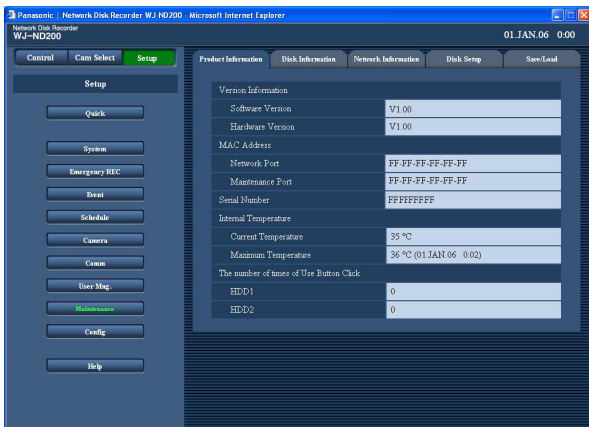 Panasonic | Network Disk Recorder WJ-ND200 - Microsoft Internet Explorer
Network Disk Recorder
WJ-ND200
01.JAN.06 0:00
Control Cam Select Setup
Product Information Disk Information Network Information Disk Setup Save/Load
Setup
Quick
System
Emergency REC
Event
Schedule
Camera
Comm
User Mng.
Maintenance
Config
Help
Version Information
Software Version V1.00
Hardware Version V1.00
MAC Address
Network Port FF-FF-FF-FF-FF-FF
Maintenance Port FF-FF-FF-FF-FF-FF
Serial Number FFFFFFFFF
Internal Temperature
Current Temperature 35 °C
Maximum Temperature 36 °C (01.JAN.06 0:02)
The number of times of Use Button Click
HDD1 0
HDD2 0